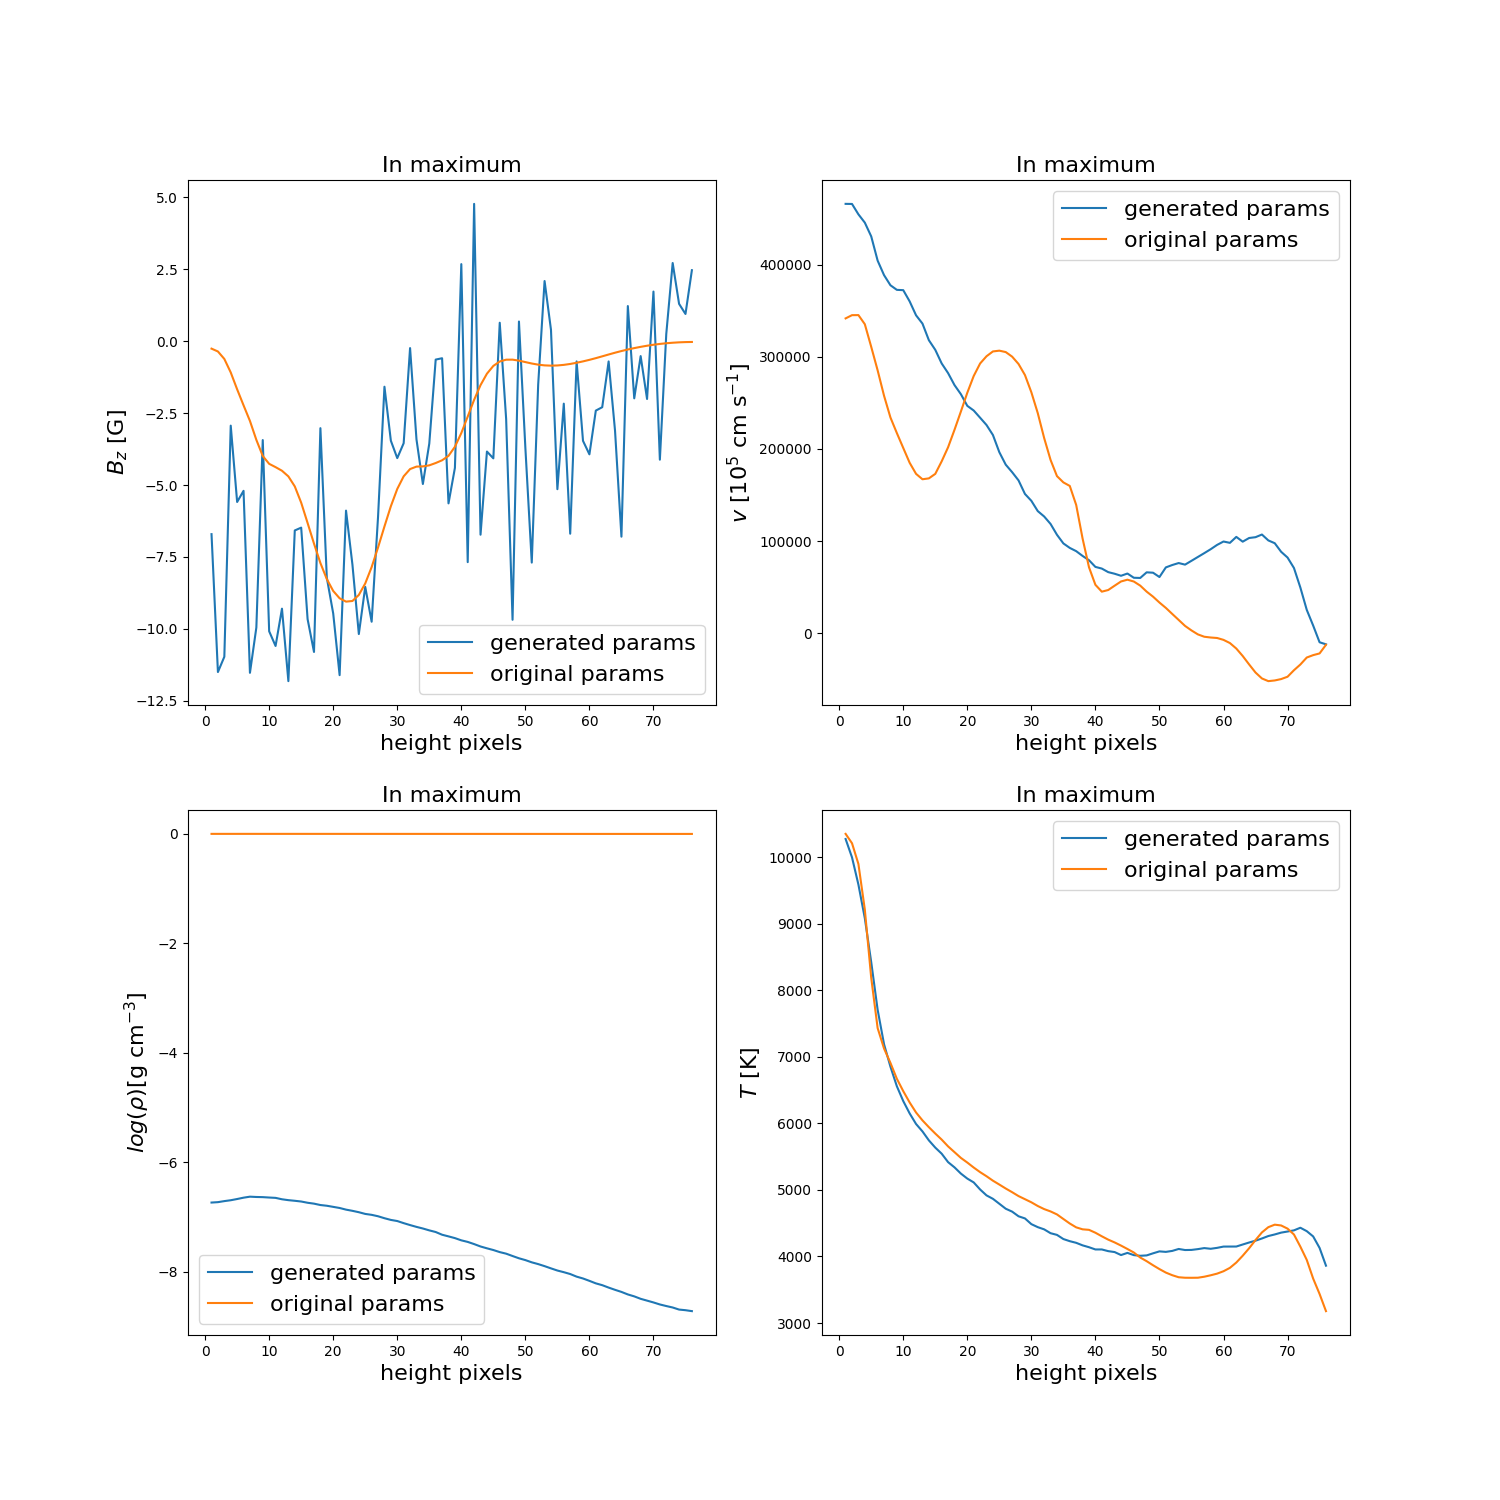 In maximum
5.0
2.5
0.0
−2.5
−5.0
−7.5
−10.0
−12.5
B_z [G]
generated params
original params
0 10 20 30 40 50 60 70
height pixels
In maximum
400000
300000
200000
100000
0
v [10^5 cm s^−1]
generated params
original params
0 10 20 30 40 50 60 70
height pixels
In maximum
0
−2
−4
−6
−8
log(ρ)[g cm^−3]
generated params
original params
0 10 20 30 40 50 60 70
height pixels
In maximum
10000
9000
8000
7000
6000
5000
4000
3000
T [K]
generated params
original params
0 10 20 30 40 50 60 70
height pixels